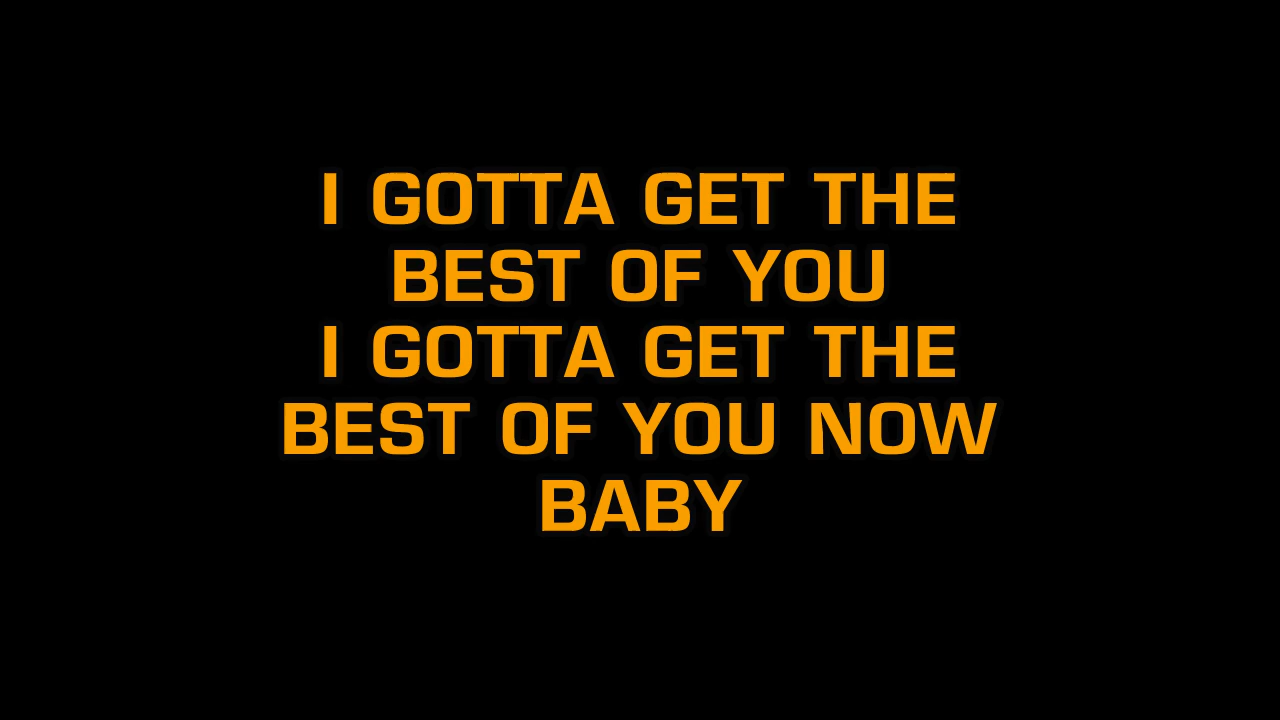 I GOTTA GET THE
BEST OF YOU
I GOTTA GET THE
BEST OF YOU NOW
BABY